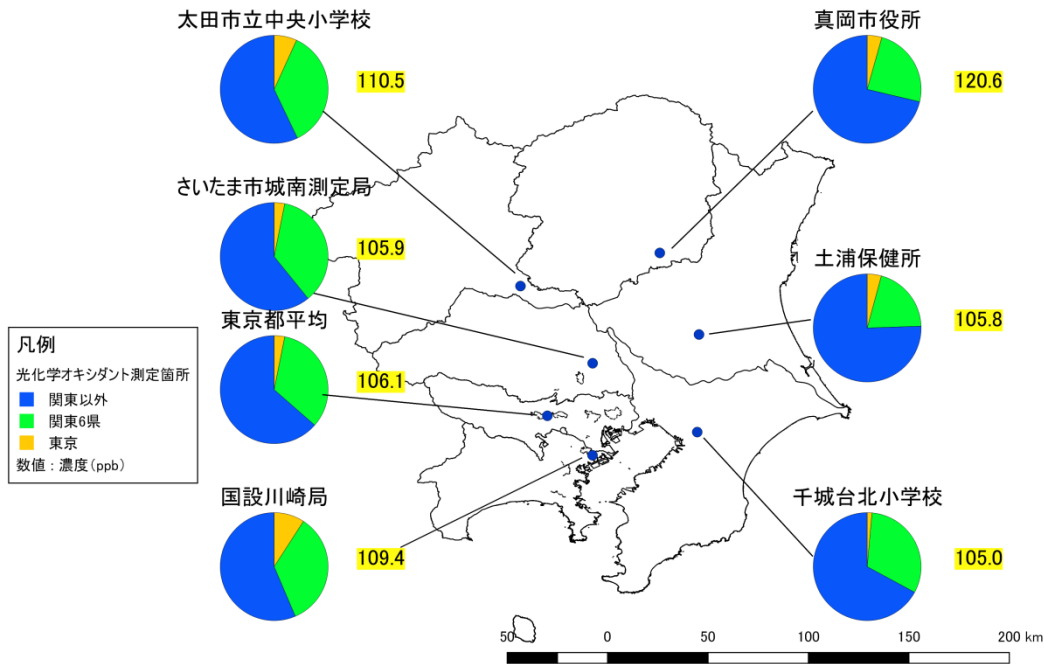 太田市立中央小学校
110.5
真岡市役所
120.6
さいたま市城南測定局
105.9
土浦保健所
105.8
東京都平均
106.1
凡例
光化学オキシダント測定箇所
関東以外
関東6県
東京
数値：濃度（ppb）
国設川崎局
109.4
千城台北小学校
105.0
50 0 50 100 150 200 km